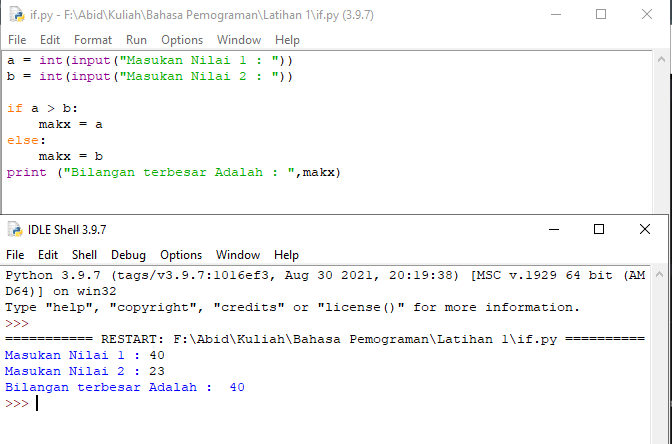 if.py - F:\Abid\Kuliah\Bahasa Pemograman\Latihan 1\if.py (3.9.7)
File Edit Format Run Options Window Help
a = int(input("Masukan Nilai 1 : "))
b = int(input("Masukan Nilai 2 : "))
if a > b:
    makx = a
else:
    makx = b
print ("Bilangan terbesar Adalah : ",makx)
IDLE Shell 3.9.7
File Edit Shell Debug Options Window Help
Python 3.9.7 (tags/v3.9.7:1016ef3, Aug 30 2021, 20:19:38) [MSC v.1929 64 bit (AM
D64)] on win32
Type "help", "copyright", "credits" or "license()" for more information.
>>>
=========== RESTART: F:\Abid\Kuliah\Bahasa Pemograman\Latihan 1\if.py ==========
Masukan Nilai 1 : 40
Masukan Nilai 2 : 23
Bilangan terbesar Adalah :  40
>>>